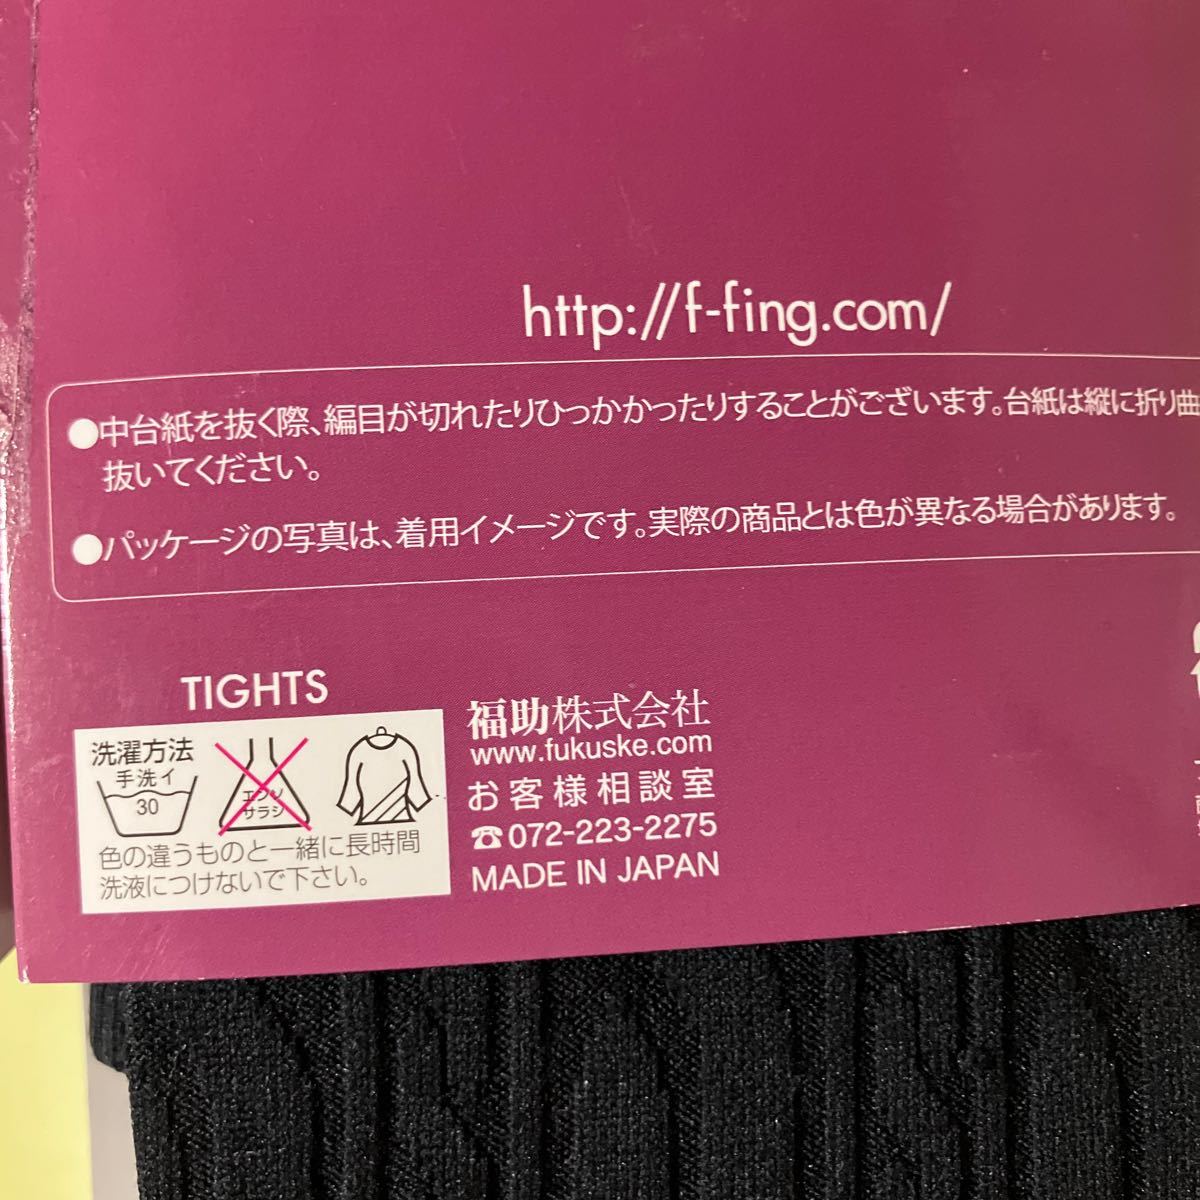 http://f-fing.com/
●中台紙を抜く際、編目が切れたりひっかかったりすることがございます。台紙は縦に折り曲
抜いてください。
●パッケージの写真は、着用イメージです。実際の商品とは色が異なる場合があります。
TIGHTS
洗濯方法
手洗イ
30
エンソ
サラシ
色の違うものと一緒に長時間
洗液につけないで下さい。
福助株式会社
www.fukuske.com
お客様相談室
☎072-223-2275
MADE IN JAPAN